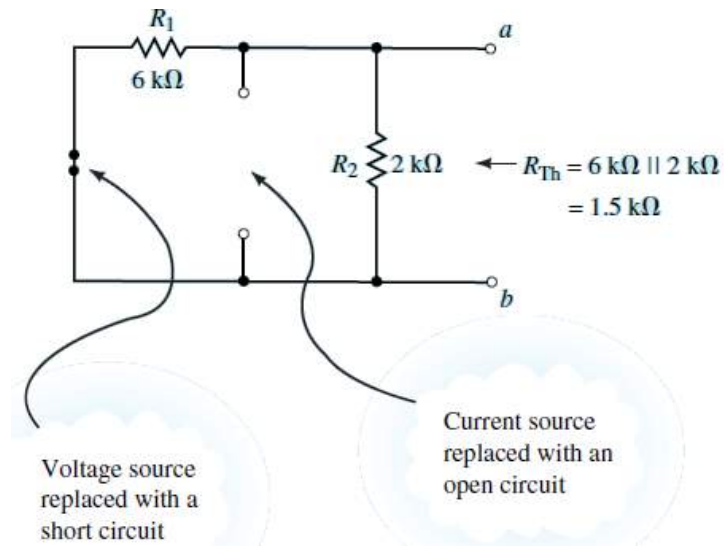 R1
6 kΩ
a
R2
2 kΩ
RTh = 6 kΩ || 2 kΩ
= 1.5 kΩ
b
Voltage source
replaced with a
short circuit
Current source
replaced with an
open circuit